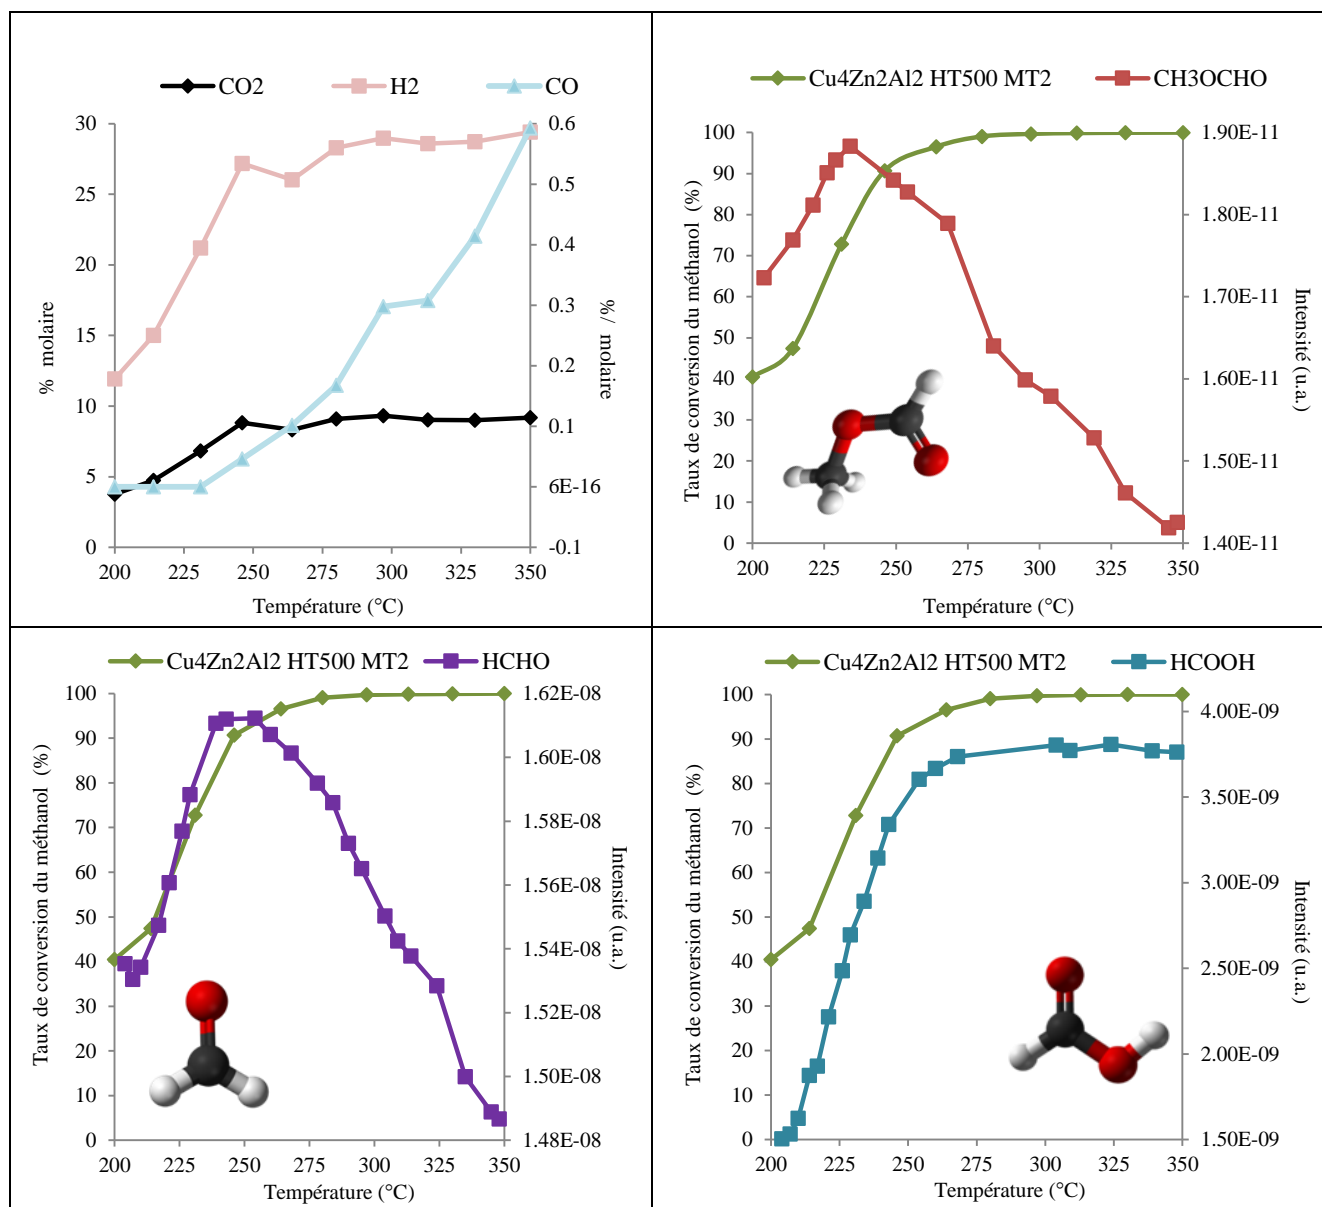 CO2 H2 CO
30
25
20
15
10
5
0
% molaire
0.6
0.5
0.4
0.3
0.2
0.1
6E-16
-0.1
%/ molaire
200 225 250 275 300 325 350
Température (°C)
Cu4Zn2Al2 HT500 MT2 CH3OCHO
100
90
80
70
60
50
40
30
20
10
0
Taux de conversion du méthanol (%)
1.90E-11
1.80E-11
1.70E-11
1.60E-11
1.50E-11
1.40E-11
Intensité (u.a.)
200 225 250 275 300 325 350
Température (°C)
Cu4Zn2Al2 HT500 MT2 HCHO
100
90
80
70
60
50
40
30
20
10
0
Taux de conversion du méthanol (%)
1.62E-08
1.60E-08
1.58E-08
1.56E-08
1.54E-08
1.52E-08
1.50E-08
1.48E-08
Intensité (u.a.)
200 225 250 275 300 325 350
Température (°C)
Cu4Zn2Al2 HT500 MT2 HCOOH
100
90
80
70
60
50
40
30
20
10
0
Taux de conversion du méthanol (%)
4.00E-09
3.50E-09
3.00E-09
2.50E-09
2.00E-09
1.50E-09
Intensité (u.a.)
200 225 250 275 300 325 350
Température (°C)